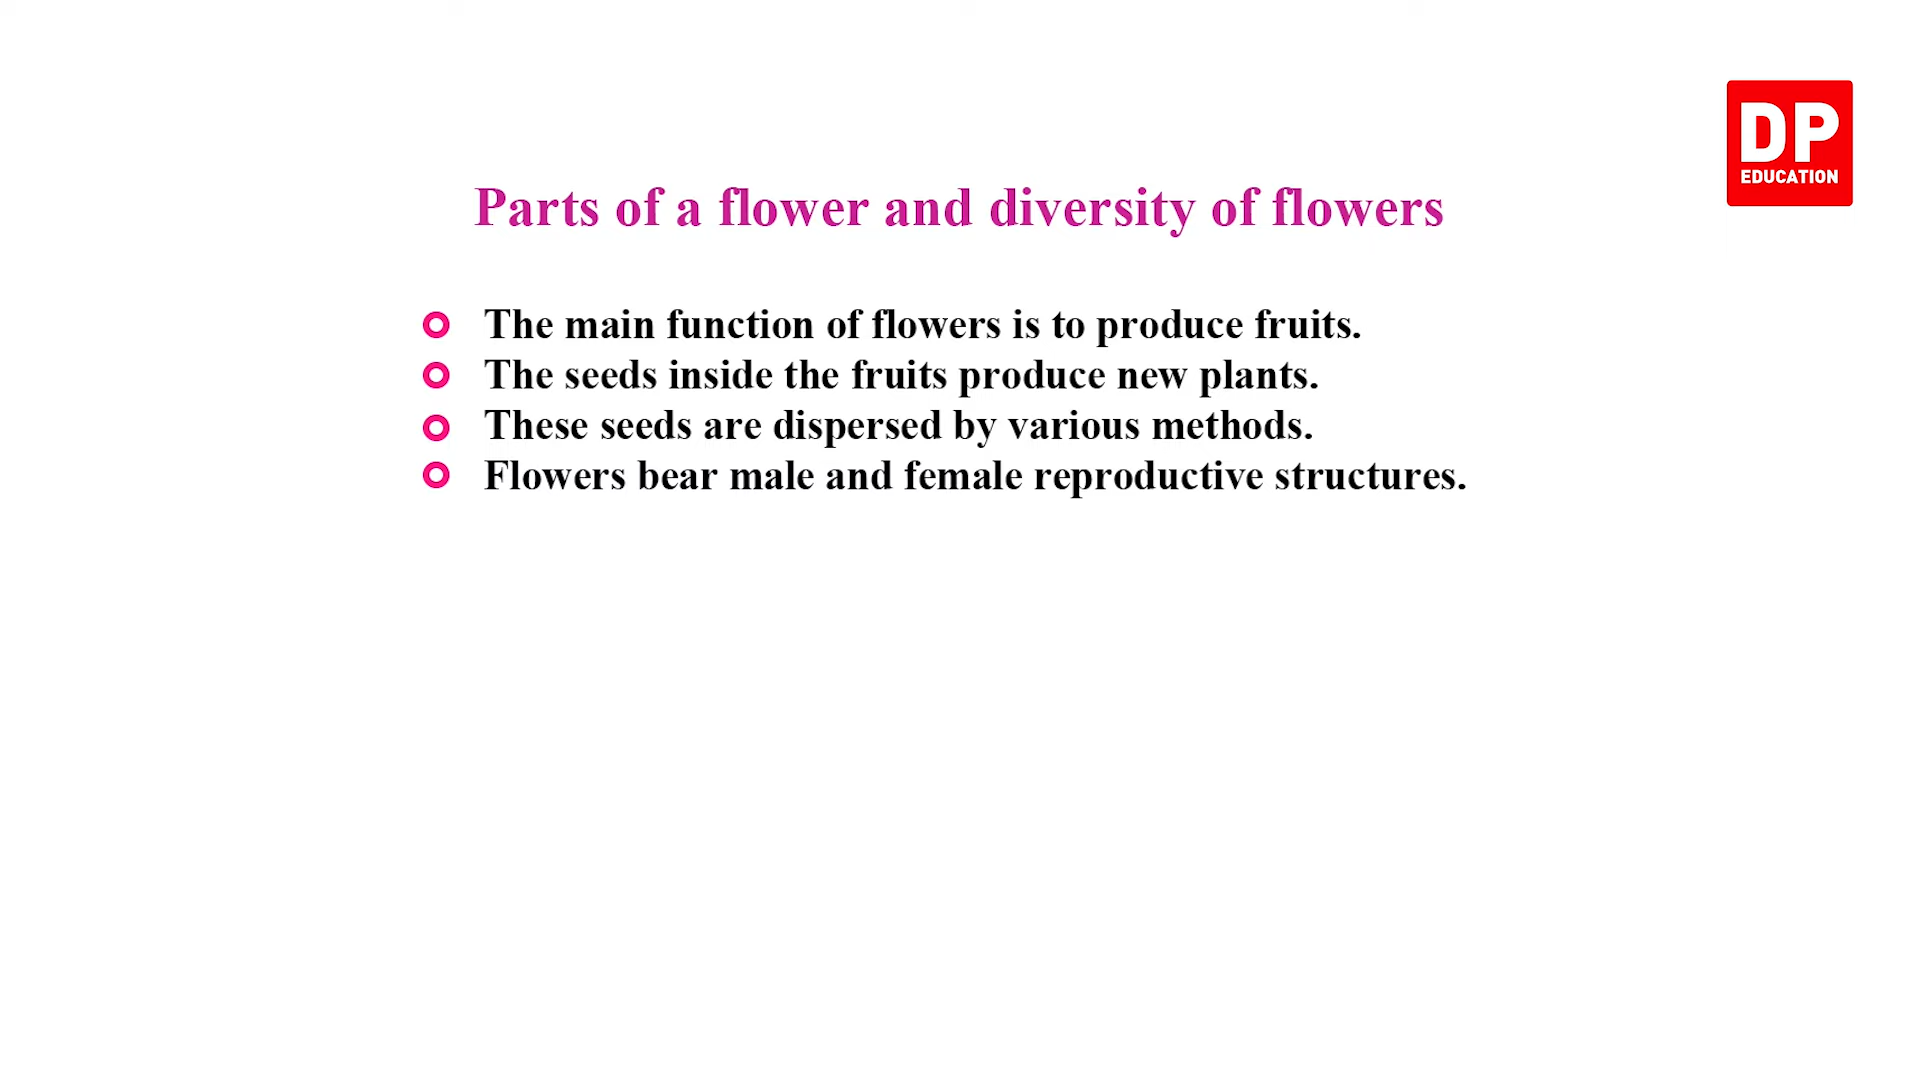 DP
EDUCATION
Parts of a flower and diversity of flowers
The main function of flowers is to produce fruits.
The seeds inside the fruits produce new plants.
These seeds are dispersed by various methods.
Flowers bear male and female reproductive structures.